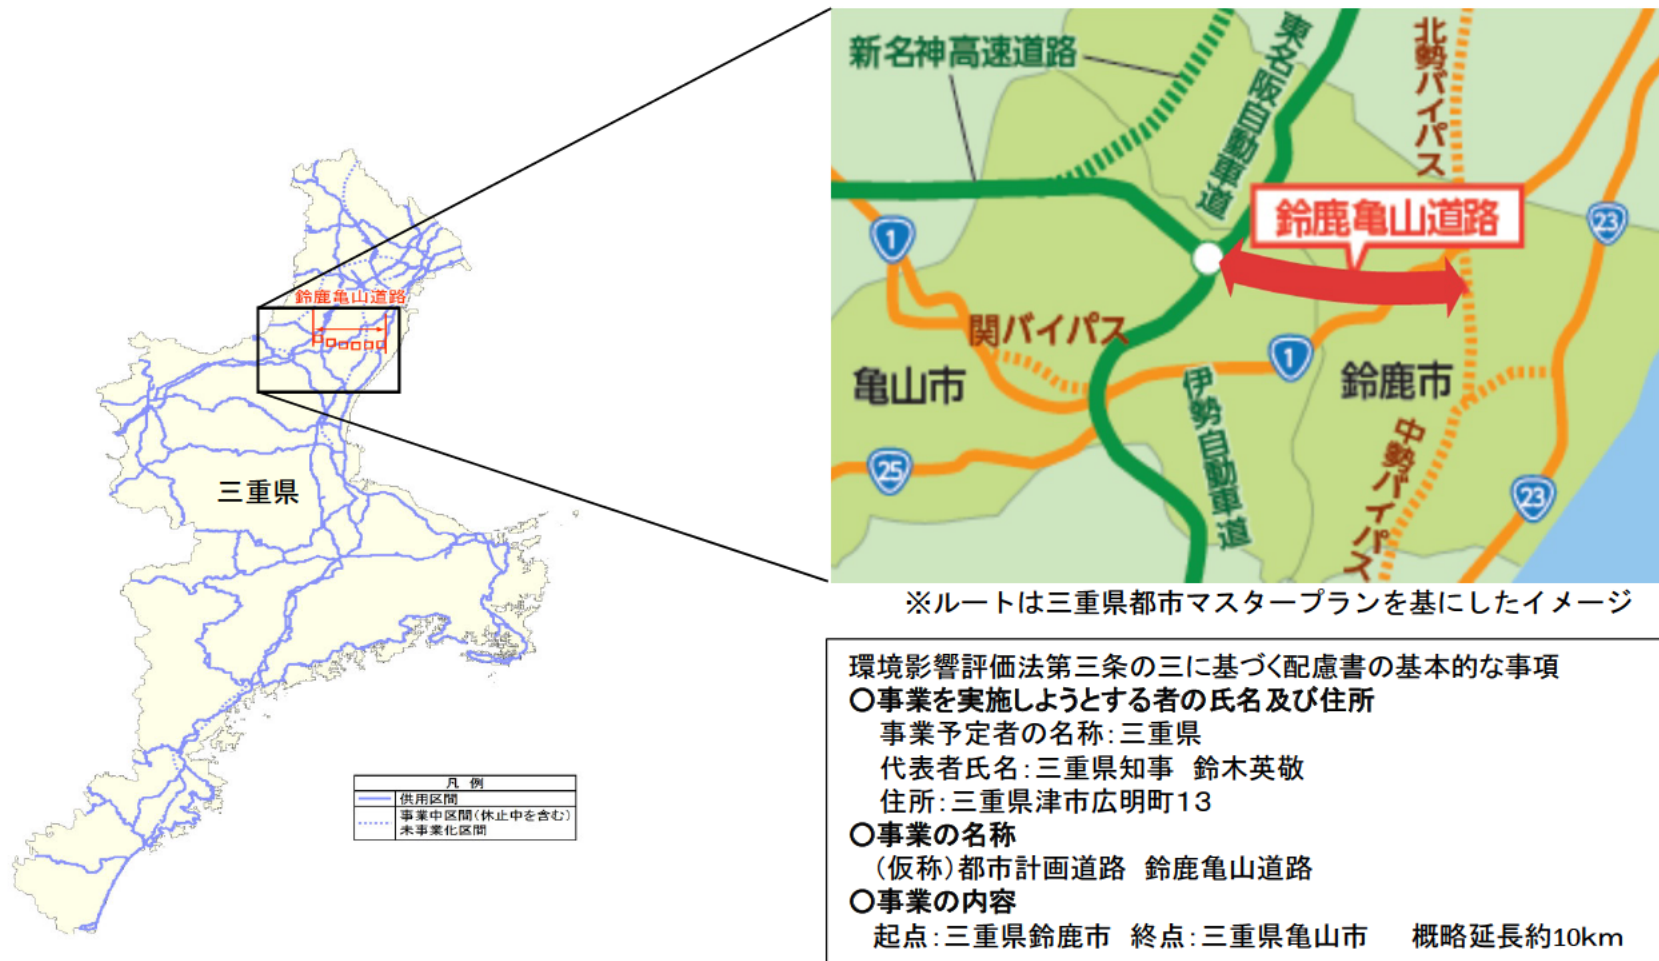 鈴鹿亀山道路
三重県
凡 例
供用区間
事業中区間(休止中を含む)
未事業化区間
新名神高速道路
東名阪自動車道
北勢バイパス
鈴鹿亀山道路
23
1
関バイパス
亀山市
1
鈴鹿市
伊勢自動車道
中勢バイパス
25
23
※ルートは三重県都市マスタープランを基にしたイメージ
環境影響評価法第三条の三に基づく配慮書の基本的な事項
○事業を実施しようとする者の氏名及び住所
事業予定者の名称:三重県
代表者氏名:三重県知事 鈴木英敬
住所:三重県津市広明町13
○事業の名称
(仮称)都市計画道路 鈴鹿亀山道路
○事業の内容
起点:三重県鈴鹿市 終点:三重県亀山市 概略延長約10km